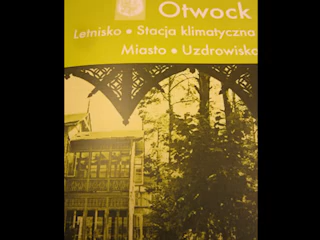 Otwock
Letnisko • Stacja klimatyczna
Miasto • Uzdrowisko